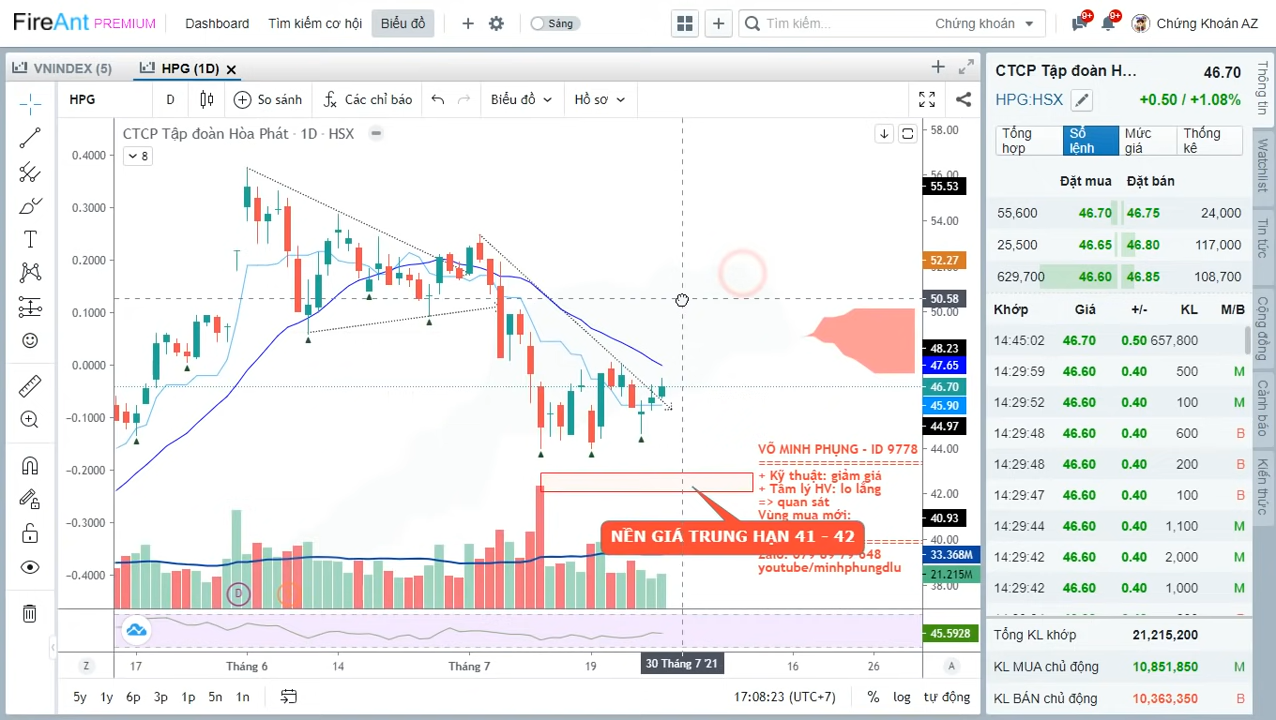 FireAnt PREMIUM
Dashboard
Tìm kiếm cơ hội
Biểu đồ
Sáng
Tìm kiếm.
Chứng khoán
9+
9+
Chứng Khoán AZ
VNINDEX (5)
HPG (1D)
HPG
D
So sánh
Các chỉ báo
Biểu đồ
Hồ sơ
CTCP Tập đoàn Hòa Phát · 1D · HSX
8
0.4000
0.3000
0.2000
0.1000
0.0000
-0.1000
-0.2000
-0.3000
-0.4000
58.00
56.00
55.53
54.00
52.27
50.58
50.00
48.23
47.65
46.70
45.90
44.97
44.00
42.00
40.93
40.00
33.368M
21.215M
38.00
45.5928
VÕ MINH PHỤNG - ID 9778
+ Kỹ thuật: giảm giá
+ Tâm lý HV: lo lắng
=> quan sát
Vùng mua mới:
NỀN GIÁ TRUNG HẠN 41 - 42
youtube/minhphungdlu
D
Z
17
Tháng 6
14
Tháng 7
19
30 Tháng 7 '21
16
26
A
5y
1y
6p
3p
1p
5n
1n
17:08:23 (UTC+7)
%
log
tự động
CTCP Tập đoàn H...
46.70
HPG:HSX
+0.50 / +1.08%
Tổng hợp
Sổ lệnh
Mức giá
Thống kê
Đặt mua
Đặt bán
55,600 46.70 46.75 24,000
25,500 46.65 46.80 117,000
629,700 46.60 46.85 108,700
Khớp Giá +/- KL M/B
14:45:02 46.70 0.50 657,800
14:29:59 46.60 0.40 500 M
14:29:52 46.60 0.40 100 M
14:29:48 46.60 0.40 600 B
14:29:48 46.60 0.40 200 B
14:29:47 46.60 0.40 100 B
14:29:44 46.60 0.40 1,100 M
14:29:42 46.60 0.40 2,000 M
14:29:42 46.60 0.40 1,000 M
Tổng KL khớp 21,215,200
KL MUA chủ động 10,851,850 M
KL BÁN chủ động 10,363,350 B
Thông tin
Watchlist
Tin tức
Cộng đồng
Cảnh báo
Kiến thức